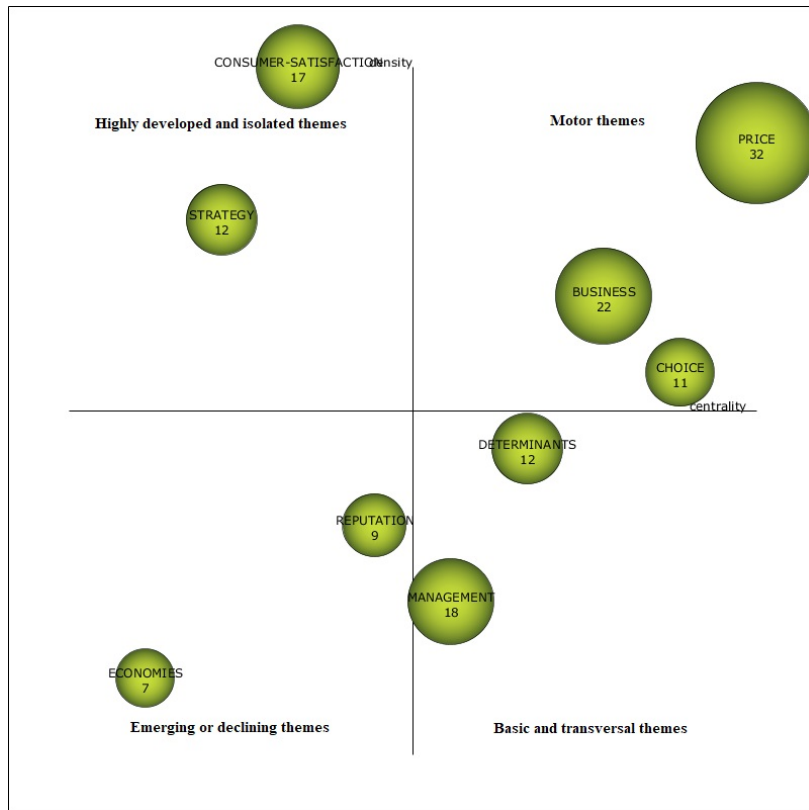 CONSUMER-SATISFACTION
17
density
Highly developed and isolated themes
Motor themes
PRICE
32
STRATEGY
12
BUSINESS
22
CHOICE
11
centrality
DETERMINANTS
12
REPUTATION
9
MANAGEMENT
18
ECONOMIES
7
Emerging or declining themes
Basic and transversal themes